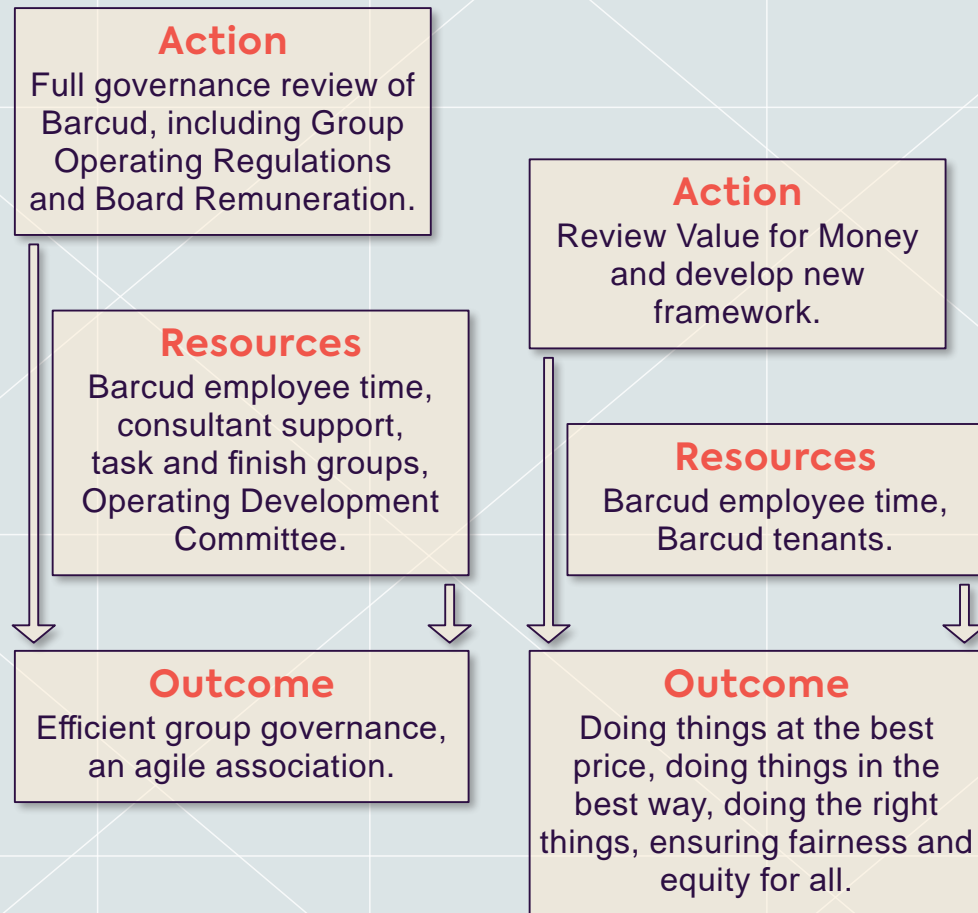 Action
Full governance review of
Barcud, including Group
Operating Regulations
and Board Remuneration.
Resources
Barcud employee time,
consultant support,
task and finish groups,
Operating Development
Committee.
Outcome
Efficient group governance,
an agile association.
Action
Review Value for Money
and develop new
framework.
Resources
Barcud employee time,
Barcud tenants.
Outcome
Doing things at the best
price, doing things in the
best way, doing the right
things, ensuring fairness and
equity for all.